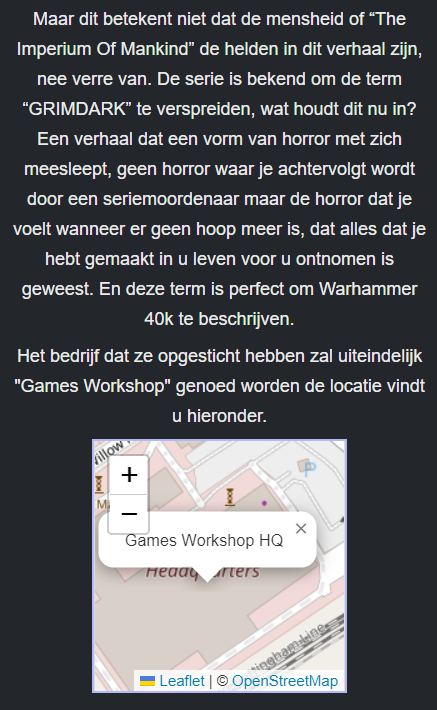 Maar dit betekent niet dat de mensheid of “The
Imperium Of Mankind” de helden in dit verhaal zijn,
nee verre van. De serie is bekend om de term
“GRIMDARK” te verspreiden, wat houdt dit nu in?
Een verhaal dat een vorm van horror met zich
meesleept, geen horror waar je achtervolgt wordt
door een seriemoordenaar maar de horror dat je
voelt wanneer er geen hoop meer is, dat alles dat je
hebt gemaakt in u leven voor u ontnomen is
geweest. En deze term is perfect om Warhammer
40k te beschrijven.
Het bedrijf dat ze opgesticht hebben zal uiteindelijk
"Games Workshop" genoed worden de locatie vindt
u hieronder.
Willow
+
P
−
Games Workshop HQ
×
Headquarters
Line
Leaflet | © OpenStreetMap